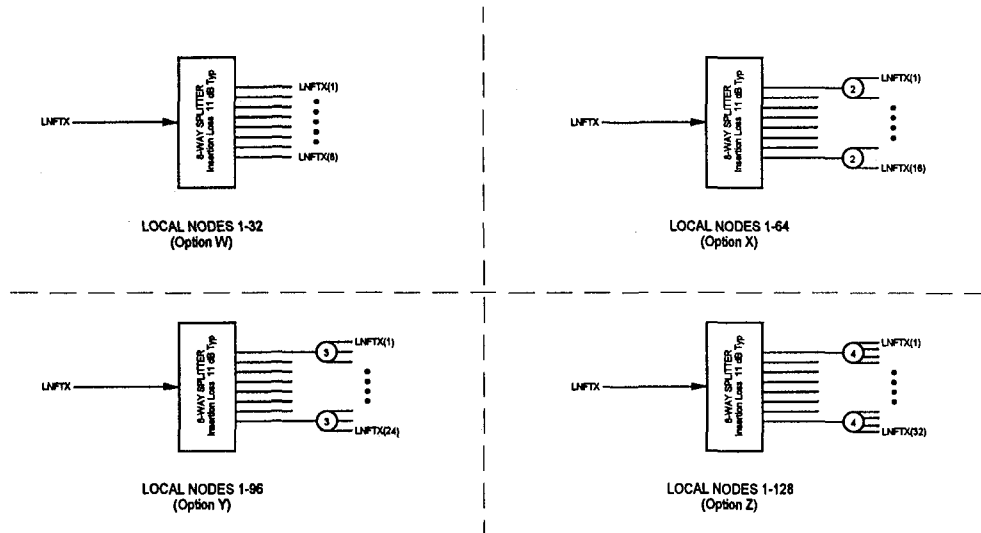 LNFTX
8-WAY SPLITTER
Insertion Loss 11 dB Typ
LNFTX(1)
LNFTX(8)
LOCAL NODES 1-32
(Option W)
LNFTX
8-WAY SPLITTER
Insertion Loss 11 dB Typ
2
LNFTX(1)
2
LNFTX(16)
LOCAL NODES 1-64
(Option X)
LNFTX
8-WAY SPLITTER
Insertion Loss 11 dB Typ
3
LNFTX(1)
3
LNFTX(24)
LOCAL NODES 1-96
(Option Y)
LNFTX
8-WAY SPLITTER
Insertion Loss 11 dB Typ
4
LNFTX(1)
4
LNFTX(32)
LOCAL NODES 1-128
(Option Z)